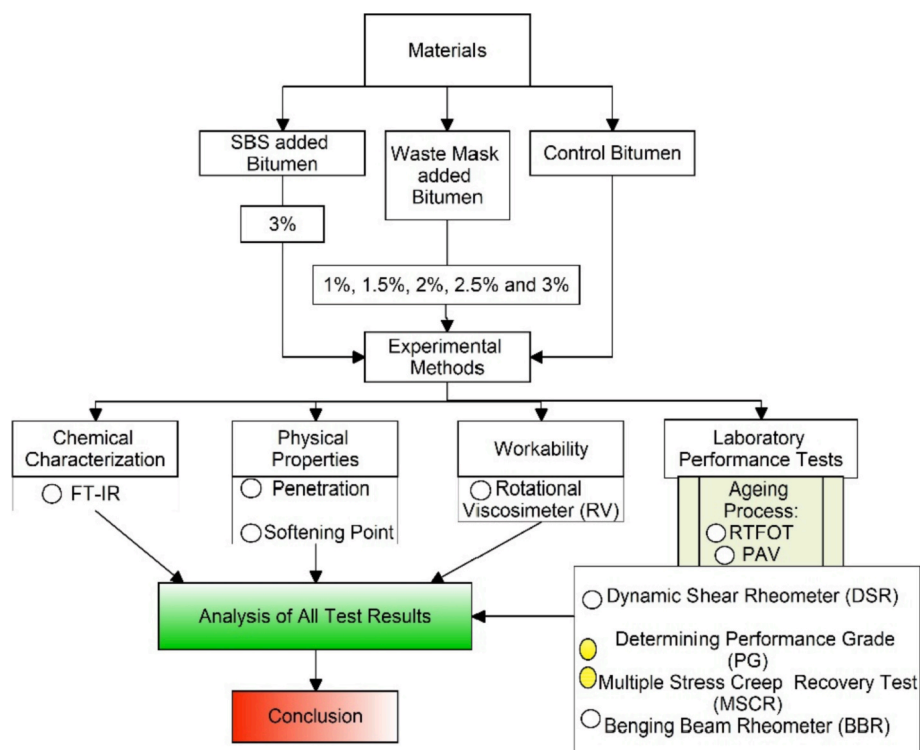 Materials
SBS added
Bitumen
Waste Mask
added
Bitumen
Control Bitumen
3%
1%, 1.5%, 2%, 2.5% and 3%
Experimental
Methods
Chemical
Characterization
FT-IR
Physical
Properties
Penetration
Softening Point
Workability
Rotational
Viscosimeter (RV)
Laboratory
Performance Tests
Ageing
Process:
RTFOT
PAV
Dynamic Shear Rheometer (DSR)
Determining Performance Grade
(PG)
Multiple Stress Creep Recovery Test
(MSCR)
Benging Beam Rheometer (BBR)
Analysis of All Test Results
Conclusion